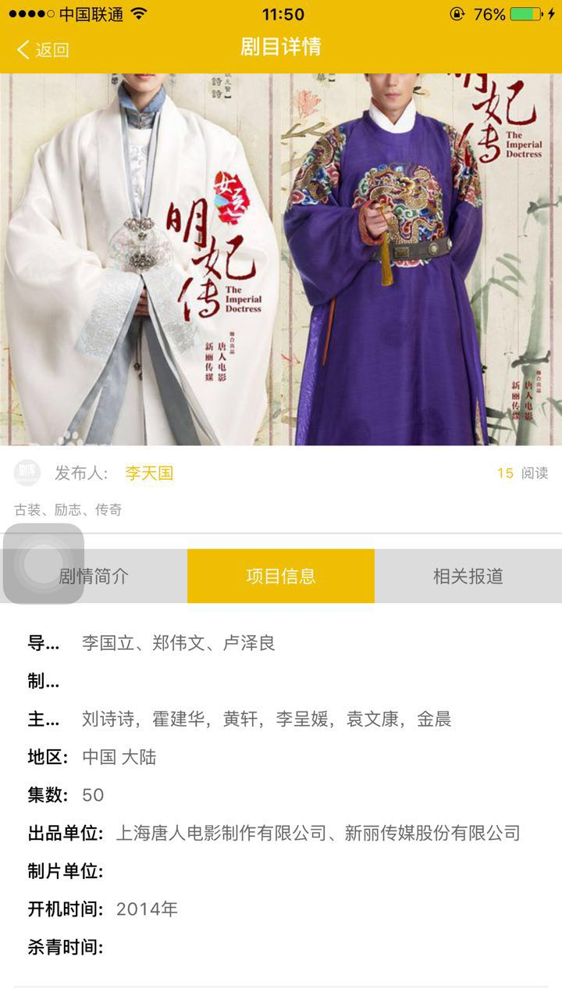 中国联通
11:50
76%
返回
剧目详情
诗诗
女医
明妃传
The
Imperial
Doctress
联合出品
唐人电影
新丽传媒
明妃传
The
Imperial
Doctress
联合出品
唐人电影
新丽传媒
发布人: 李天国
15 阅读
古装、励志、传奇
剧情简介
项目信息
相关报道
导... 李国立、郑伟文、卢泽良
制...
主... 刘诗诗，霍建华，黄轩，李呈媛，袁文康，金晨
地区: 中国 大陆
集数: 50
出品单位: 上海唐人电影制作有限公司、新丽传媒股份有限公司
制片单位:
开机时间: 2014年
杀青时间: